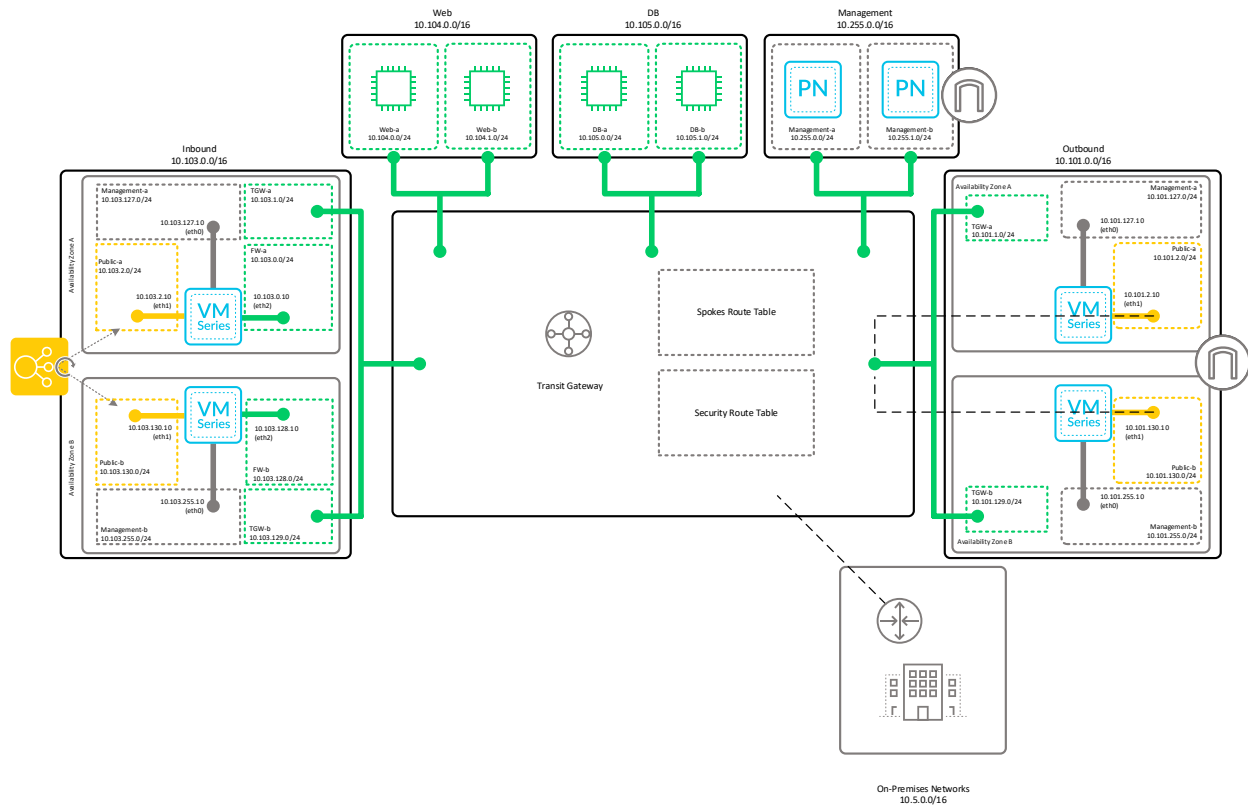 Web
10.104.0.0/16
DB
10.105.0.0/16
Management
10.255.0.0/16
PN
PN
Web-a
10.104.0.0/24
Web-b
10.104.1.0/24
DB-a
10.105.0.0/24
DB-b
10.105.1.0/24
Management-a
10.255.0.0/24
Management-b
10.255.1.0/24
Inbound
10.103.0.0/16
Availability Zone A
Management-a
10.103.127.0/24
TGW-a
10.103.1.0/24
10.103.127.10
(eth0)
Public-a
10.103.2.0/24
FW-a
10.103.0.0/24
10.103.2.10
(eth1)
VM
Series
10.103.0.10
(eth2)
Availability Zone B
10.103.130.10
(eth1)
VM
Series
10.103.128.10
(eth2)
Public-b
10.103.130.0/24
FW-b
10.103.128.0/24
10.103.255.10
(eth0)
Management-b
10.103.255.0/24
TGW-b
10.103.129.0/24
Transit Gateway
Spokes Route Table
Security Route Table
Outbound
10.101.0.0/16
Availability Zone A
Management-a
10.101.127.0/24
TGW-a
10.101.1.0/24
10.101.127.10
(eth0)
Public-a
10.101.2.0/24
VM
Series
10.101.2.10
(eth1)
VM
Series
10.101.130.10
(eth1)
Public-b
10.101.130.0/24
TGW-b
10.101.129.0/24
10.101.255.10
(eth0)
Management-b
10.101.255.0/24
Availability Zone B
On-Premises Networks
10.5.0.0/16